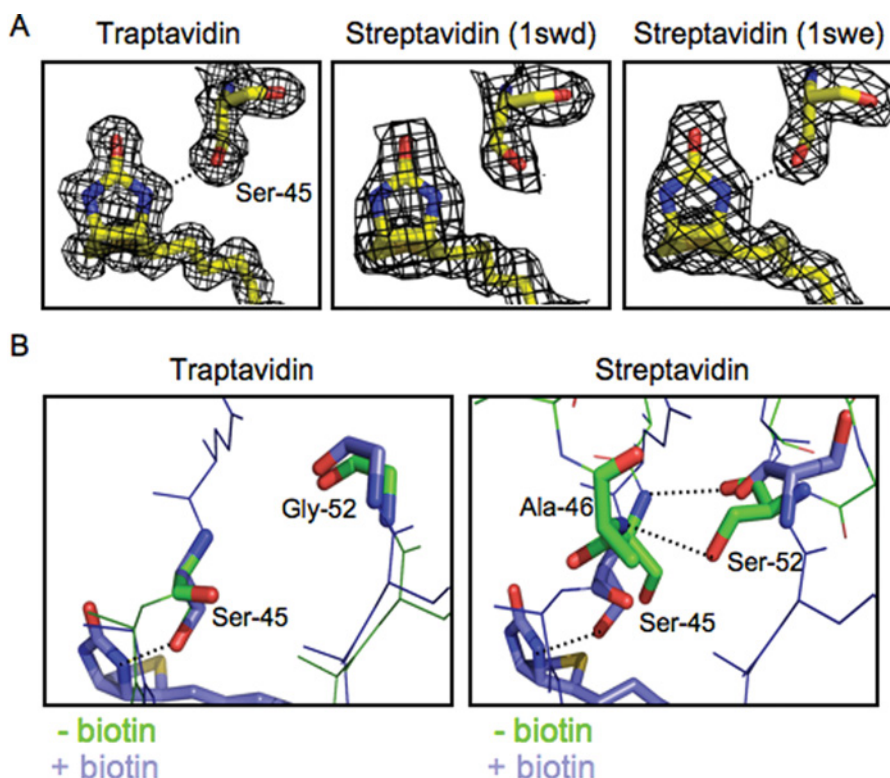 A
Traptavidin Streptavidin (1swd) Streptavidin (1swe)
Ser-45
B
Traptavidin Streptavidin
Gly-52
Ser-45
Ala-46
Ser-52
Ser-45
- biotin
+ biotin
- biotin
+ biotin